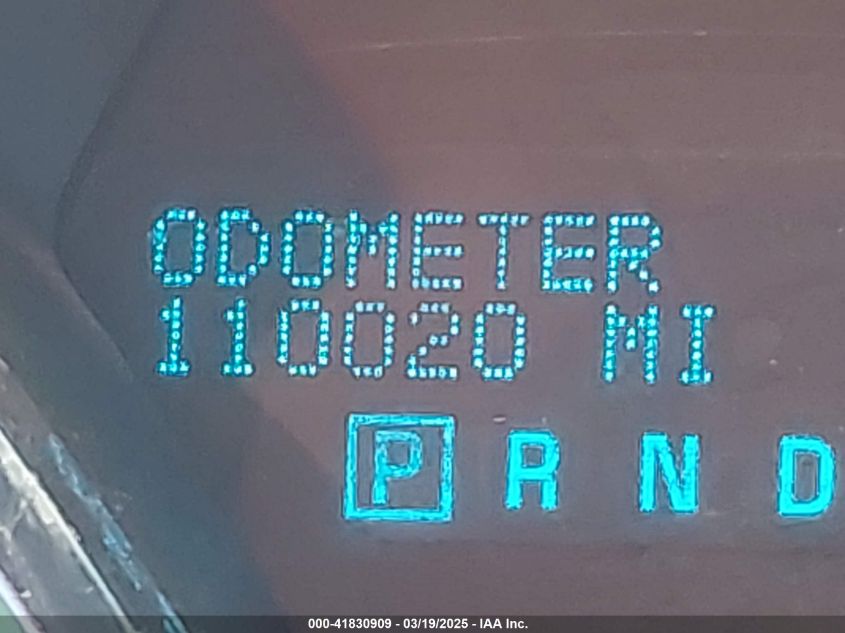 ODOMETER
110020 MI
P R N D
000-41830909 - 03/19/2025 - IAA Inc.